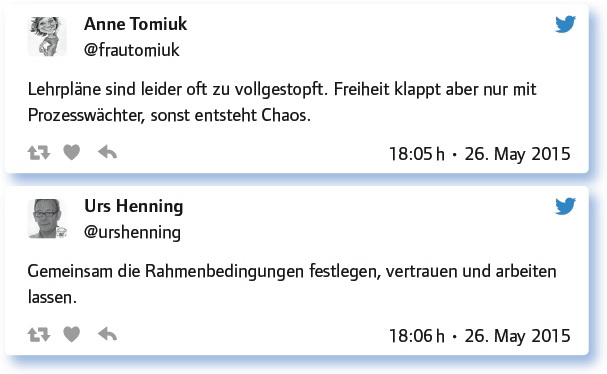 Anne Tomiuk
@frautomiuk
Lehrpläne sind leider oft zu vollgestopft. Freiheit klappt aber nur mit
Prozesswächter, sonst entsteht Chaos.
18:05 h • 26. May 2015
Urs Henning
@urshenning
Gemeinsam die Rahmenbedingungen festlegen, vertrauen und arbeiten
lassen.
18:06 h • 26. May 2015